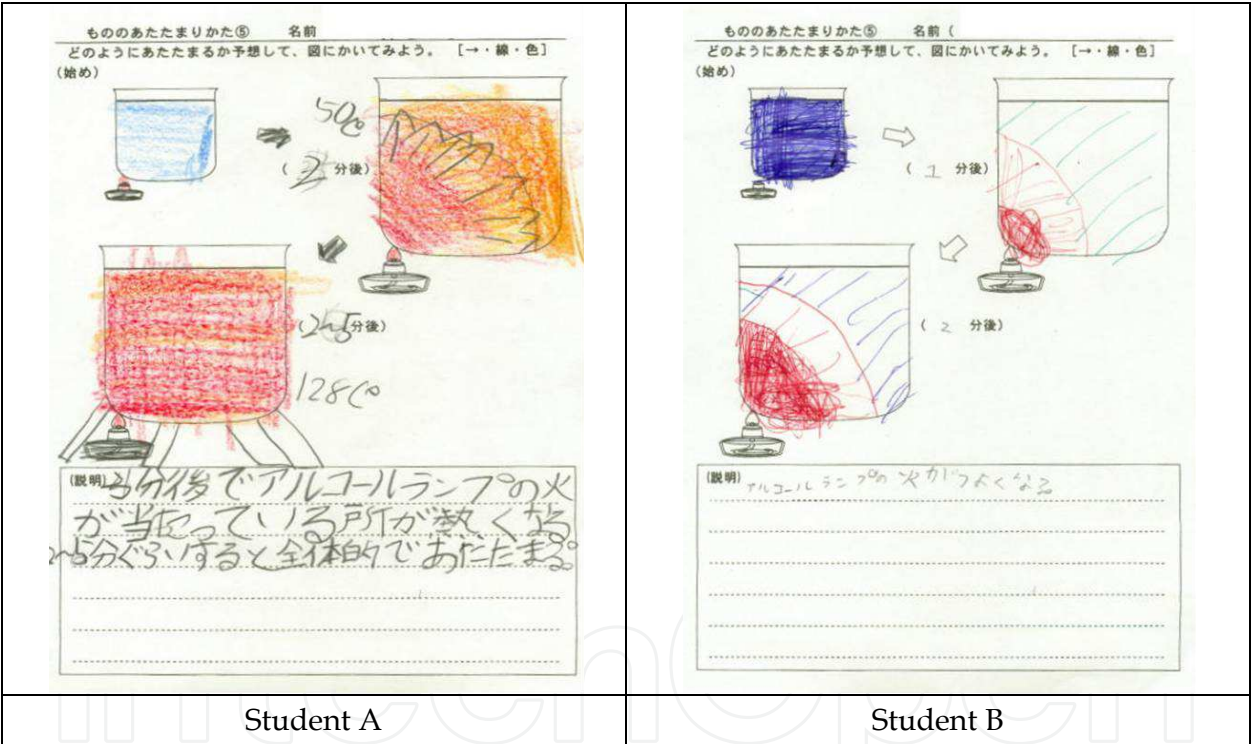 もののあたたまりかた⑤ 名前
どのようにあたたまるか予想して、図にかいてみよう。 [→・線・色]
(始め)
50c°
( 2 分後)
(2〜5分後)
128c°
(説明)
分後でアルコールランプの火
が当たっている所が熱くなる
2〜5分ぐらいすると全体的であたたまる。
Student A
もののあたたまりかた⑤ 名前 (
どのようにあたたまるか予想して、図にかいてみよう。 [→・線・色]
(始め)
( 1 分後)
( 2 分後)
(説明) アルコールランプの火がつよくなる。
Student B